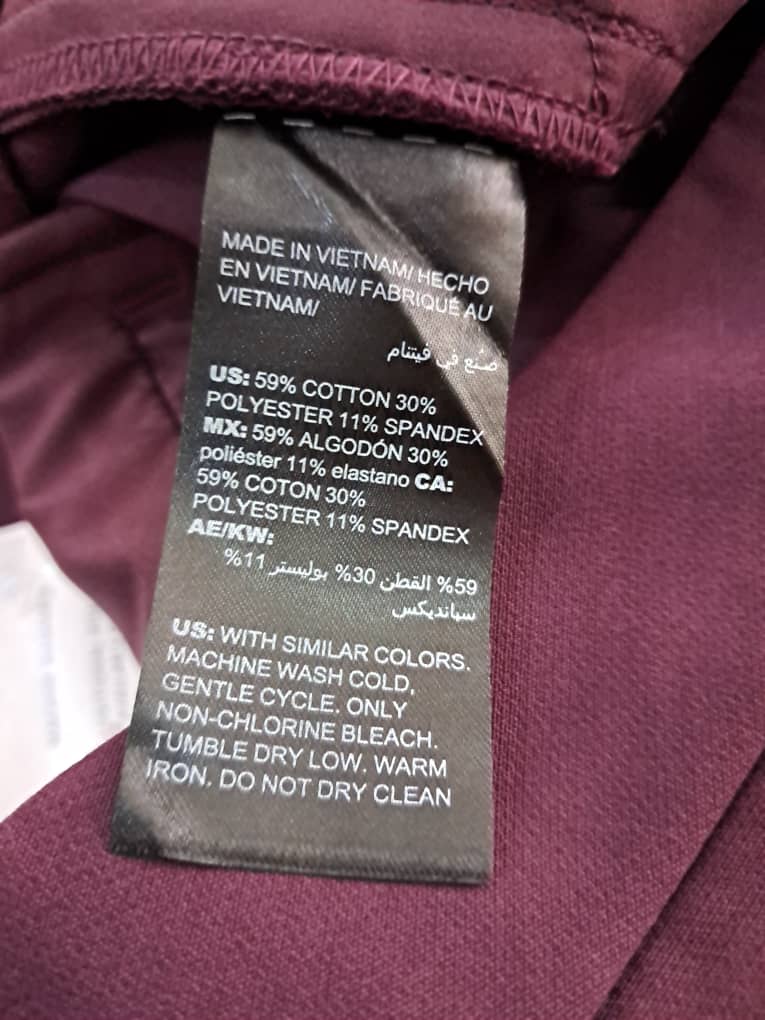 MADE IN VIETNAM/ HECHO
EN VIETNAM/ FABRIQUÉ AU
VIETNAM/
صنع في فيتنام
US: 59% COTTON 30%
POLYESTER 11% SPANDEX
MX: 59% ALGODÓN 30%
poliéster 11% elastano CA:
59% COTON 30%
POLYESTER 11% SPANDEX
AE/KW:
59% القطن 30% بوليستر 11%
سباندیکس
US: WITH SIMILAR COLORS.
MACHINE WASH COLD,
GENTLE CYCLE. ONLY
NON-CHLORINE BLEACH.
TUMBLE DRY LOW. WARM
IRON. DO NOT DRY CLEAN